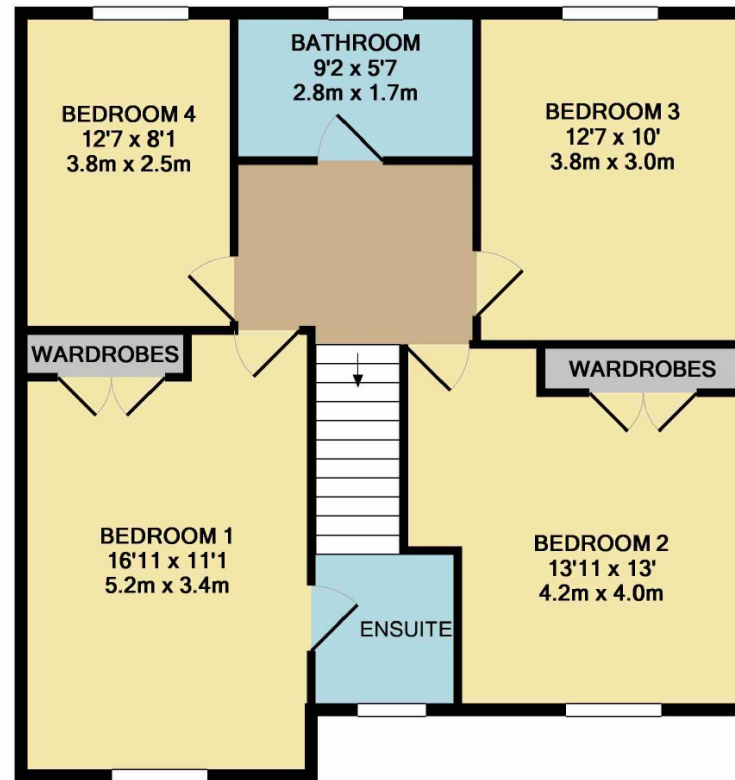 BATHROOM
9'2 x 5'7
2.8m x 1.7m
BEDROOM 4
12'7 x 8'1
3.8m x 2.5m
BEDROOM 3
12'7 x 10'
3.8m x 3.0m
WARDROBES
WARDROBES
BEDROOM 1
16'11 x 11'1
5.2m x 3.4m
BEDROOM 2
13'11 x 13'
4.2m x 4.0m
ENSUITE